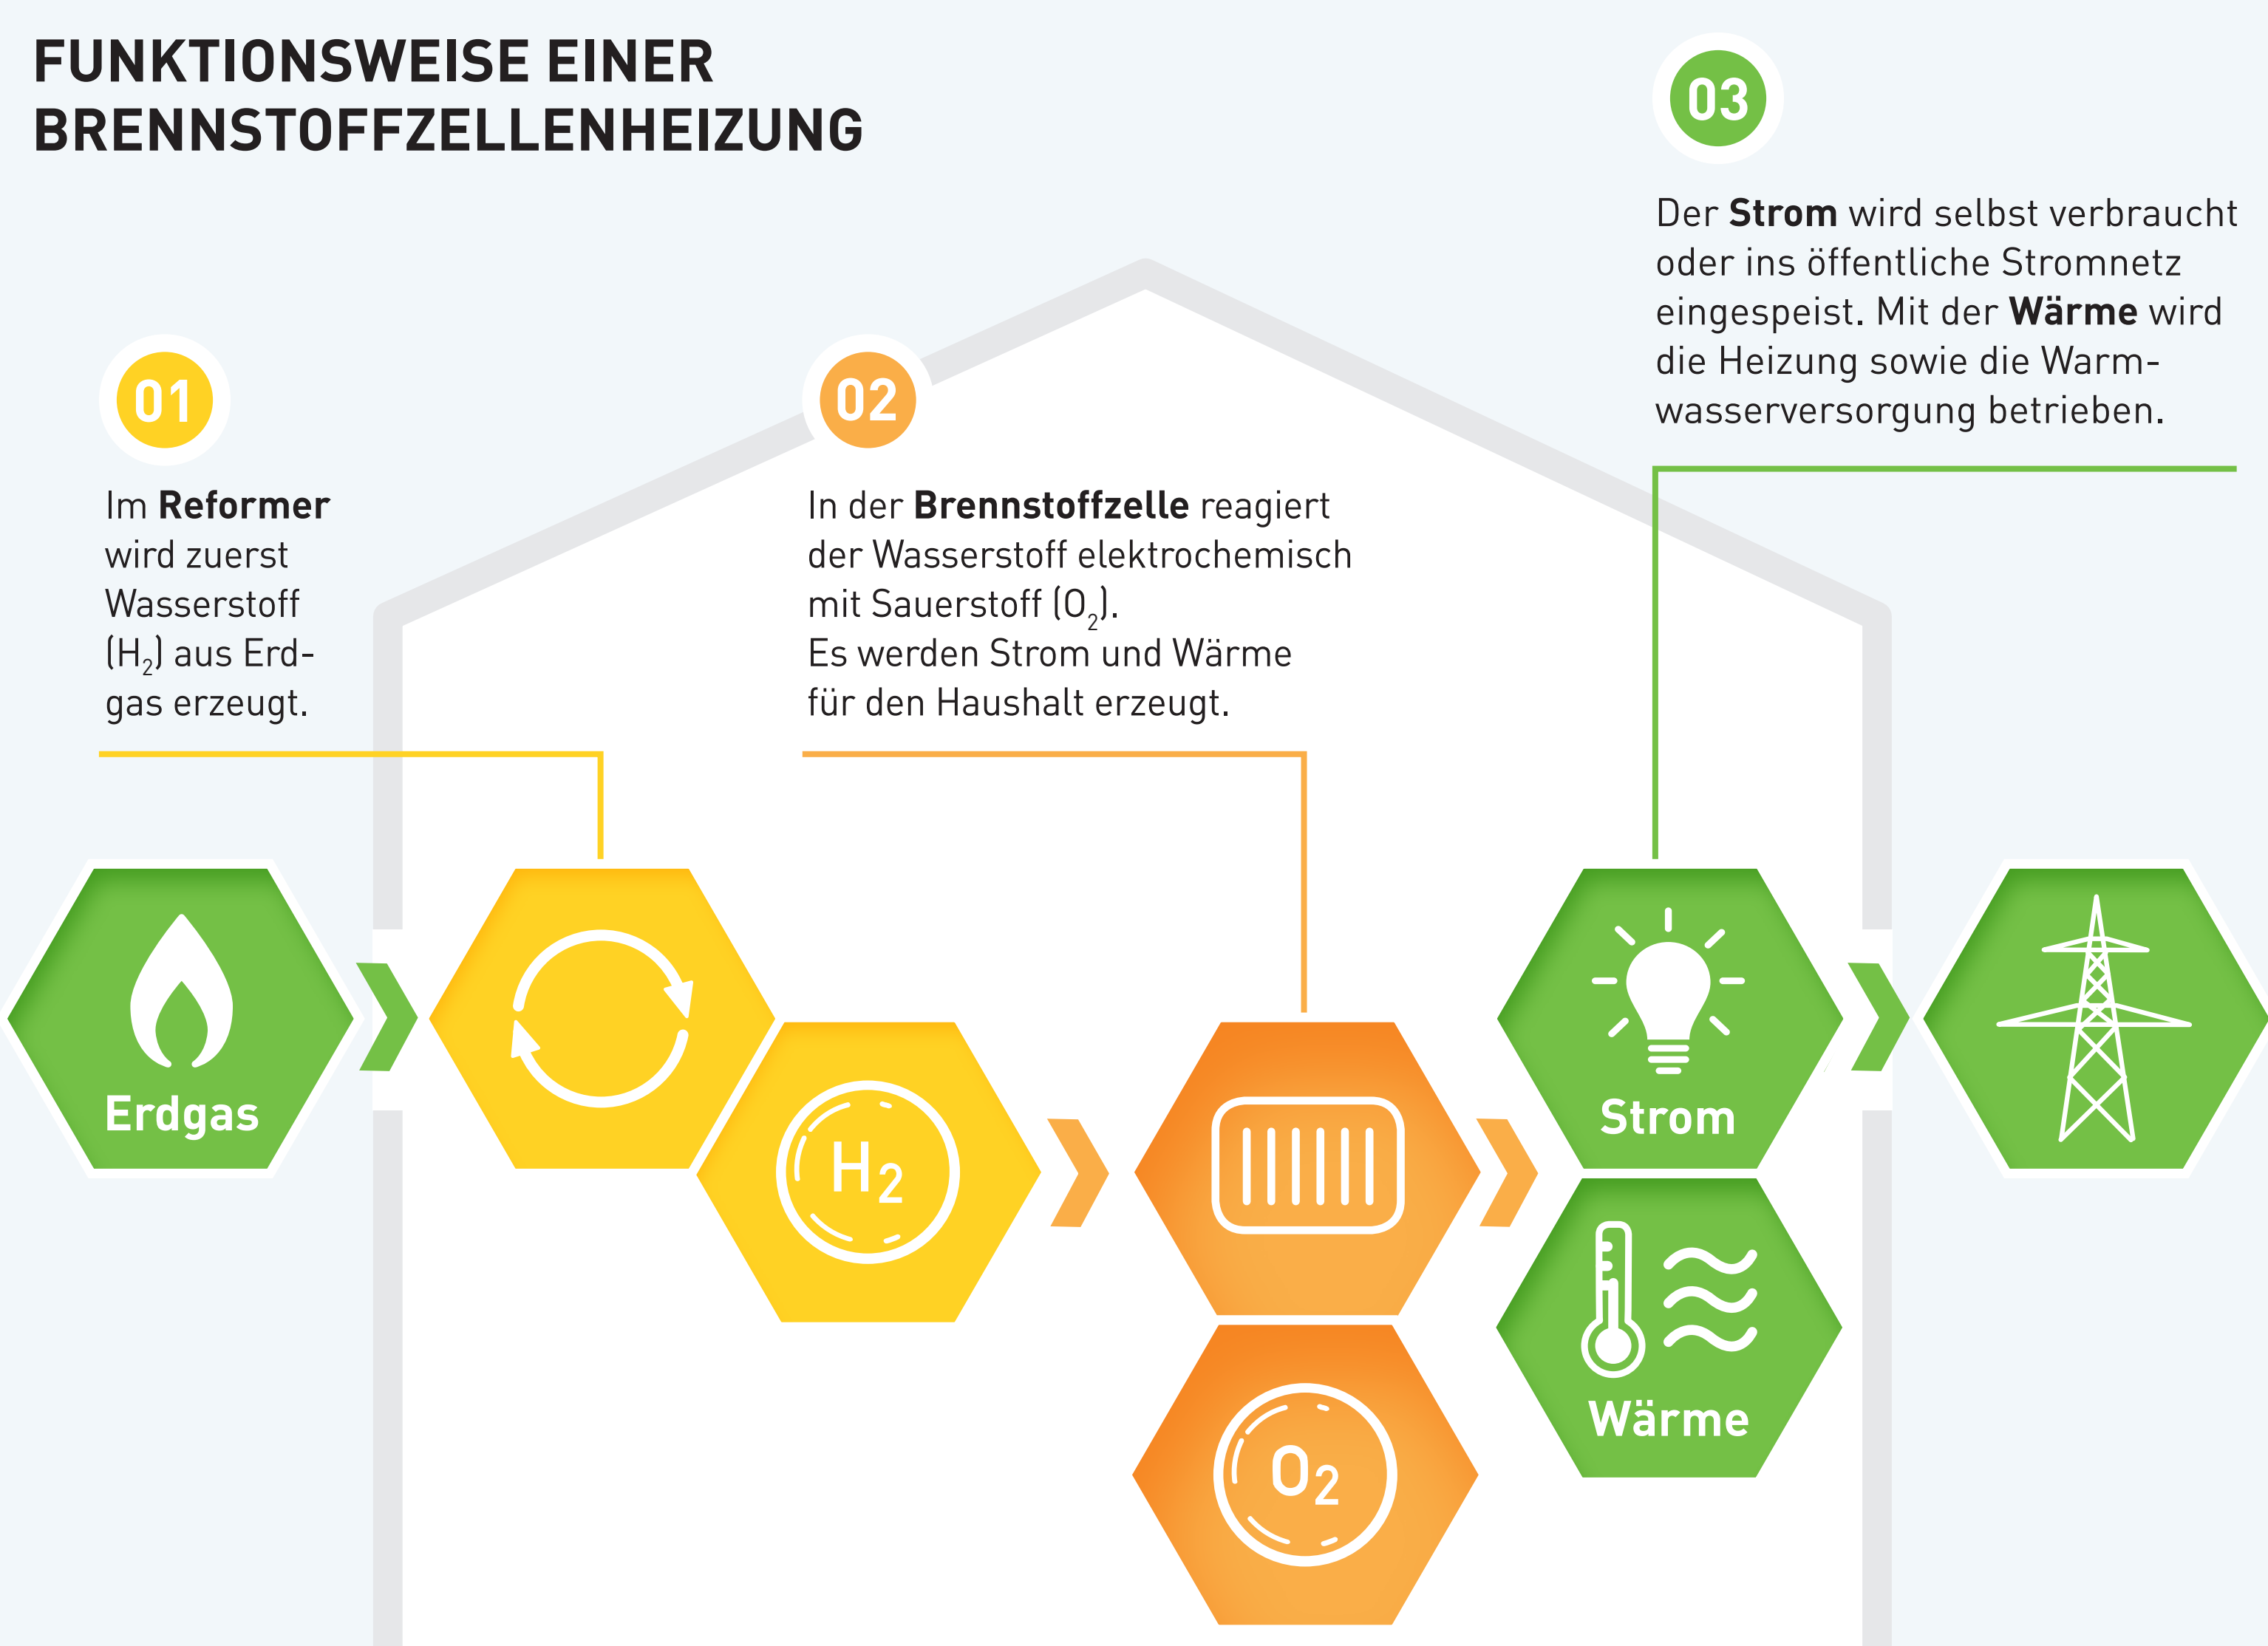 FUNKTIONSWEISE EINER
BRENNSTOFFZELLENHEIZUNG
01
Im Reformer
wird zuerst
Wasserstoff
(H₂) aus Erd-
gas erzeugt.
02
In der Brennstoffzelle reagiert
der Wasserstoff elektrochemisch
mit Sauerstoff (O₂).
Es werden Strom und Wärme
für den Haushalt erzeugt.
03
Der Strom wird selbst verbraucht
oder ins öffentliche Stromnetz
eingespeist. Mit der Wärme wird
die Heizung sowie die Warm-
wasserversorgung betrieben.
Erdgas
H₂
O₂
Strom
Wärme